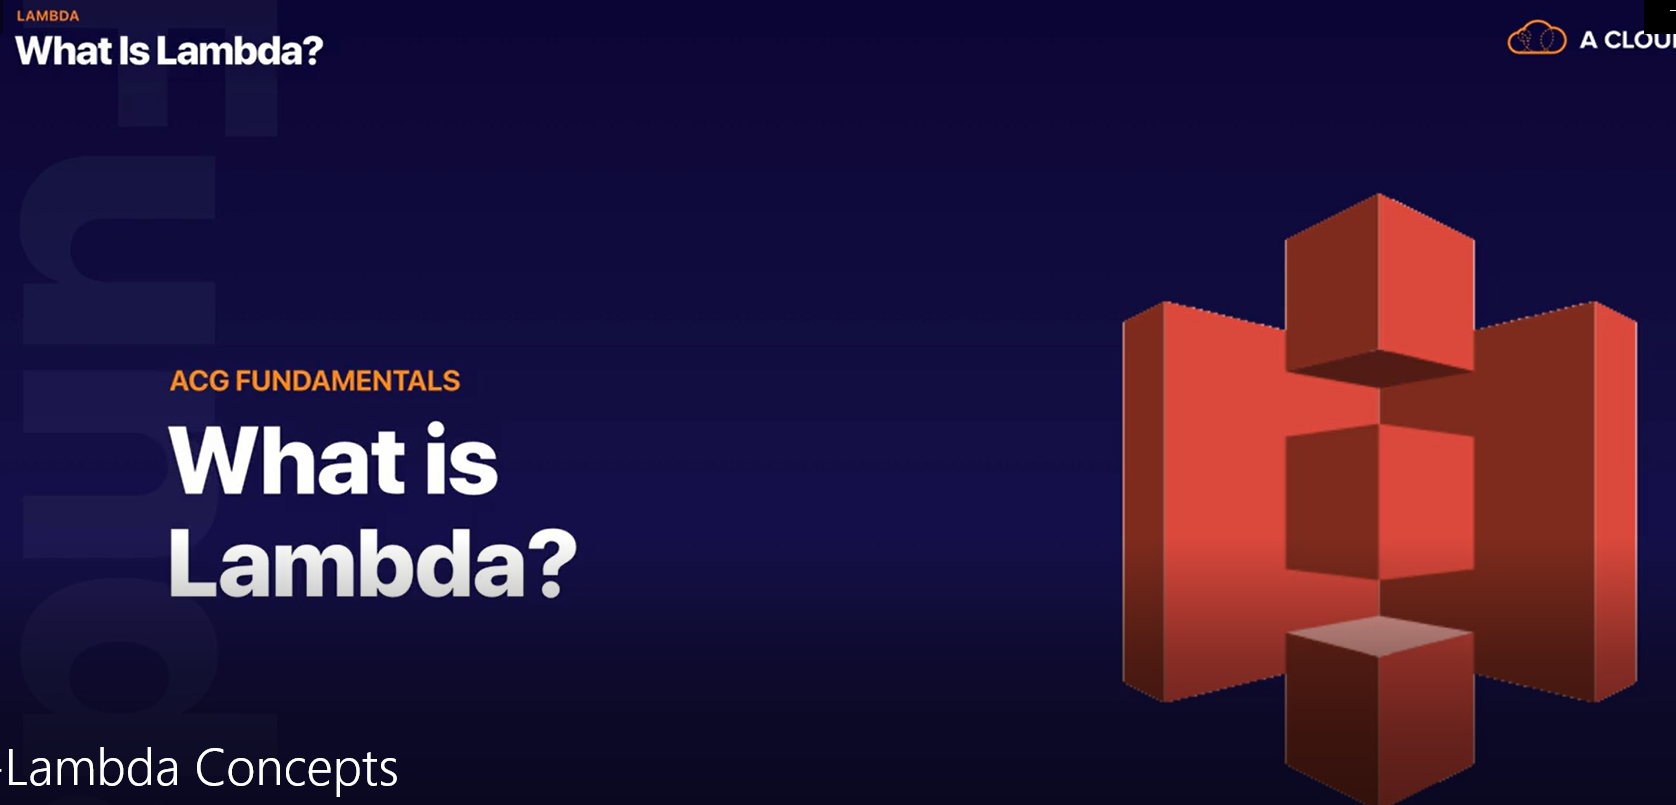 LAMBDA
What Is Lambda?
A CLOU
ACG FUNDAMENTALS
What is
Lambda?
Lambda Concepts